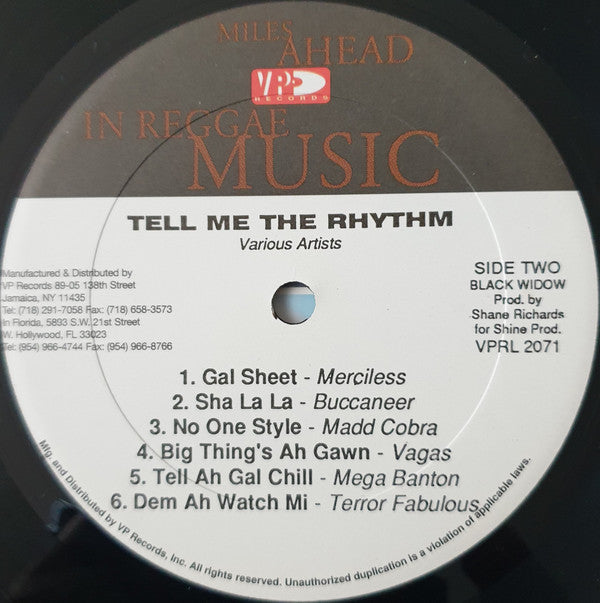 MILES
AHEAD
VP
RECORDS
IN REGGAE
MUSIC
TELL ME THE RHYTHM
Various Artists
Manufactured & Distributed by
VP Records 89-05 138th Street
Jamaica, NY 11435
Tel: (718) 291-7058 Fax: (718) 658-3573
In Florida, 5893 S.W. 21st Street
W. Hollywood, FL 33023
Tel: (954) 966-4744 Fax: (954) 966-8766
SIDE TWO
BLACK WIDOW
Prod. by
Shane Richards
for Shine Prod.
VPRL 2071
1. Gal Sheet - Merciless
2. Sha La La - Buccaneer
3. No One Style - Madd Cobra
4. Big Thing's Ah Gawn - Vagas
5. Tell Ah Gal Chill - Mega Banton
6. Dem Ah Watch Mi - Terror Fabulous
Mfg. and Distributed by VP Records, Inc. All rights reserved. Unauthorized duplication is a violation of applicable laws.